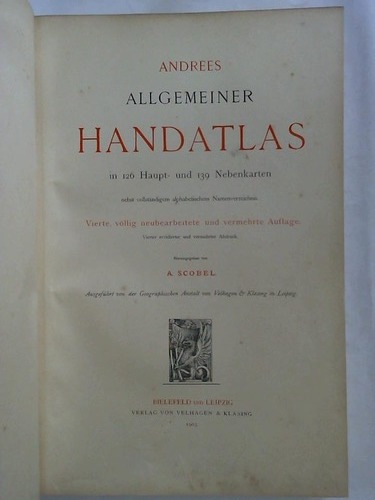 ANDREES
ALLGEMEINER
HANDATLAS
in 126 Haupt- und 139 Nebenkarten
nebst vollständigem alphabetischem Namenverzeichnis.
Vierte, völlig neubearbeitete und vermehrte Auflage.
Herausgegeben von
A. SCOBEL
Ausgeführt von der Geographischen Anstalt von Velhagen & Klasing in Leipzig.
BIELEFELD UND LEIPZIG
VERLAG VON VELHAGEN & KLASING